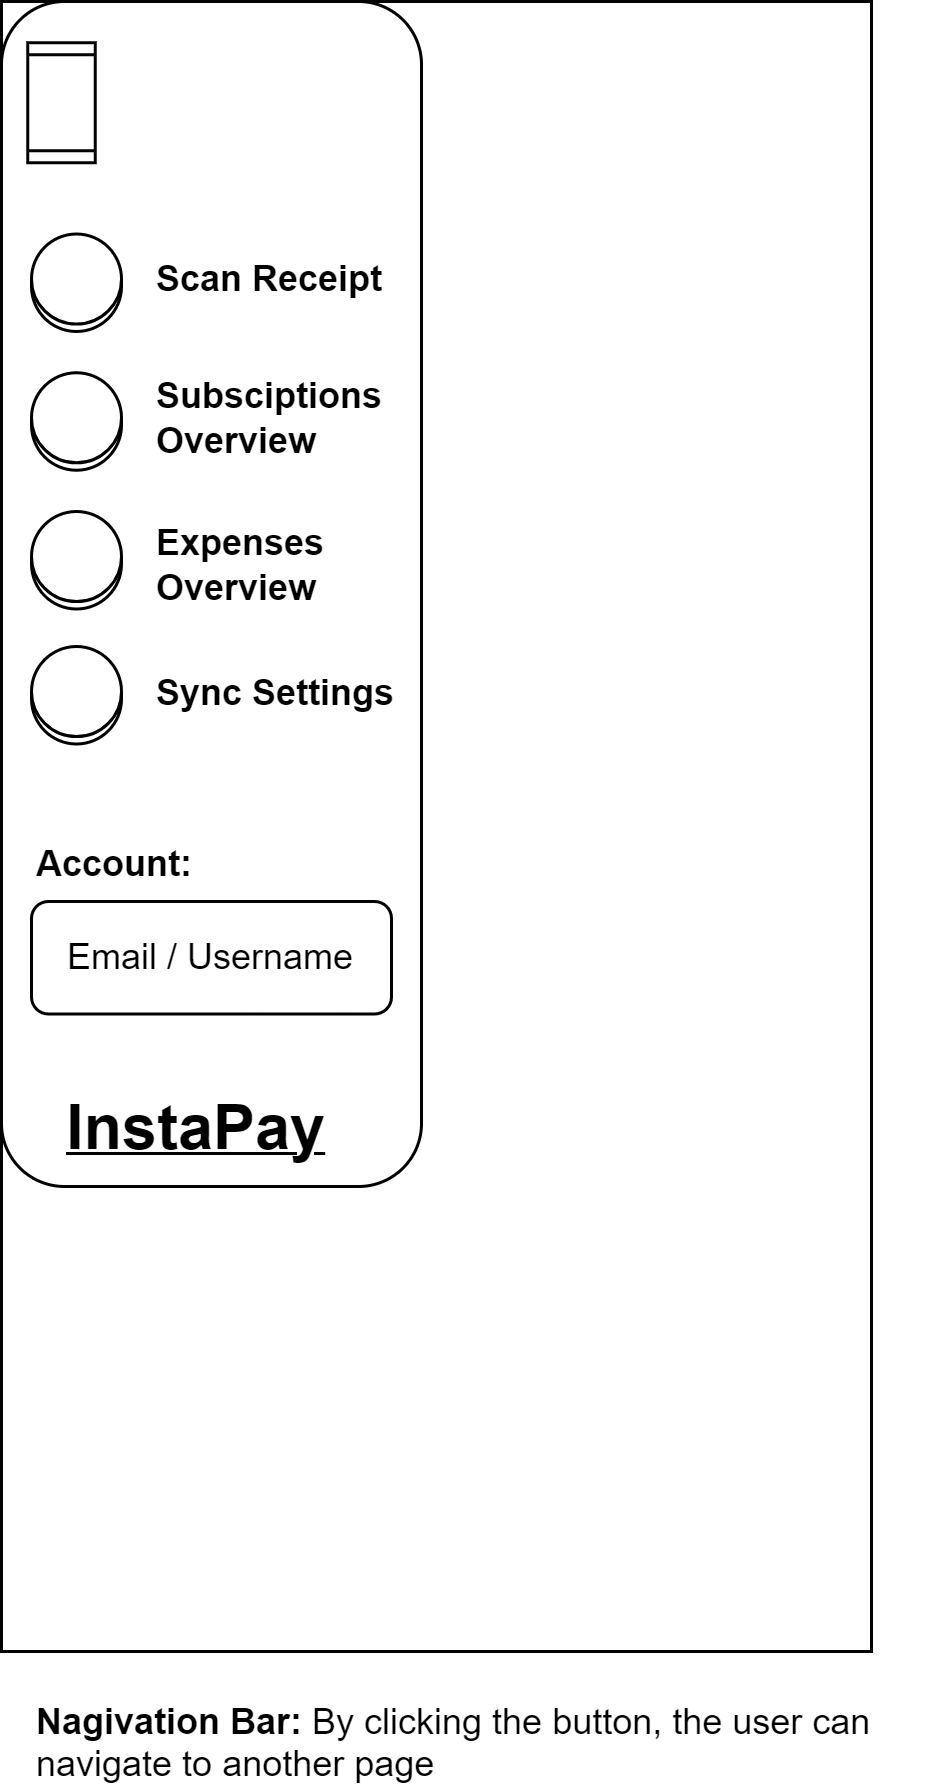 Scan Receipt
Subsciptions
Overview
Expenses
Overview
Sync Settings
Account:
Email / Username
InstaPay
Nagivation Bar: By clicking the button, the user can
navigate to another page